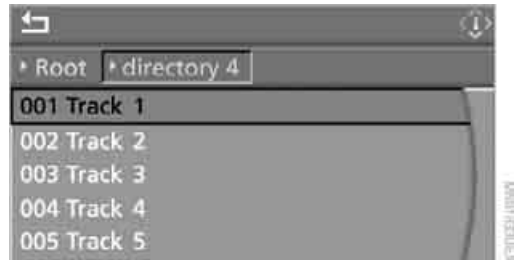 Root directory 4
001 Track 1
002 Track 2
003 Track 3
004 Track 4
005 Track 5